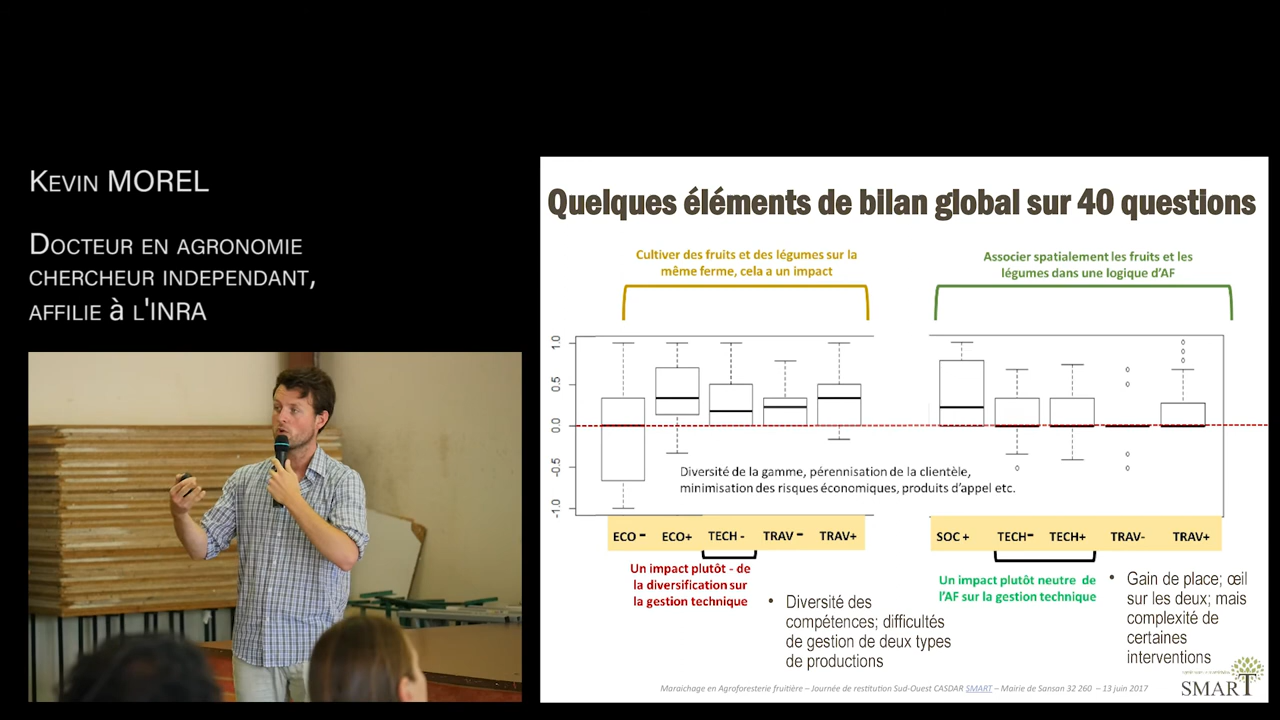 KEVIN MOREL
DOCTEUR EN AGRONOMIE
CHERCHEUR INDEPENDANT,
AFFILIE à L'INRA
Quelques éléments de bilan global sur 40 questions
Cultiver des fruits et des légumes sur la
même ferme, cela a un impact
Associer spatialement les fruits et les
légumes dans une logique d'AF
1.0
0.5
0.0
-0.5
-1.0
Diversité de la gamme, pérennisation de la clientèle,
minimisation des risques économiques, produits d'appel etc.
ECO - ECO+ TECH - TRAV - TRAV+
SOC + TECH- TECH+ TRAV- TRAV+
Un impact plutôt - de
la diversification sur
la gestion technique
• Diversité des
compétences; difficultés
de gestion de deux types
de productions
Un impact plutôt neutre de
l'AF sur la gestion technique
• Gain de place; œil
sur les deux; mais
complexité de
certaines
interventions
Maraichage en Agroforesterie fruitière – Journée de restitution Sud-Ouest CASDAR SMART – Mairie de Sansan 32 260 – 13 juin 2017
SMART